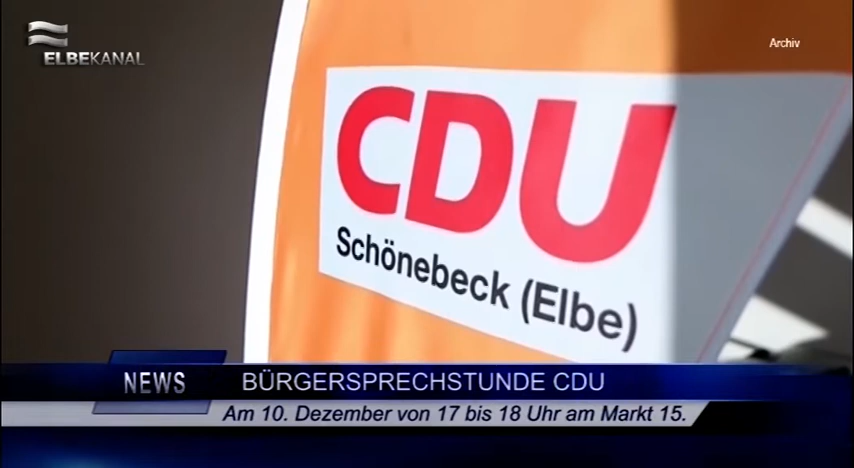 ELBEKANAL
Archiv
CDU
Schönebeck (Elbe)
NEWS
BÜRGERSPRECHSTUNDE CDU
Am 10. Dezember von 17 bis 18 Uhr am Markt 15.